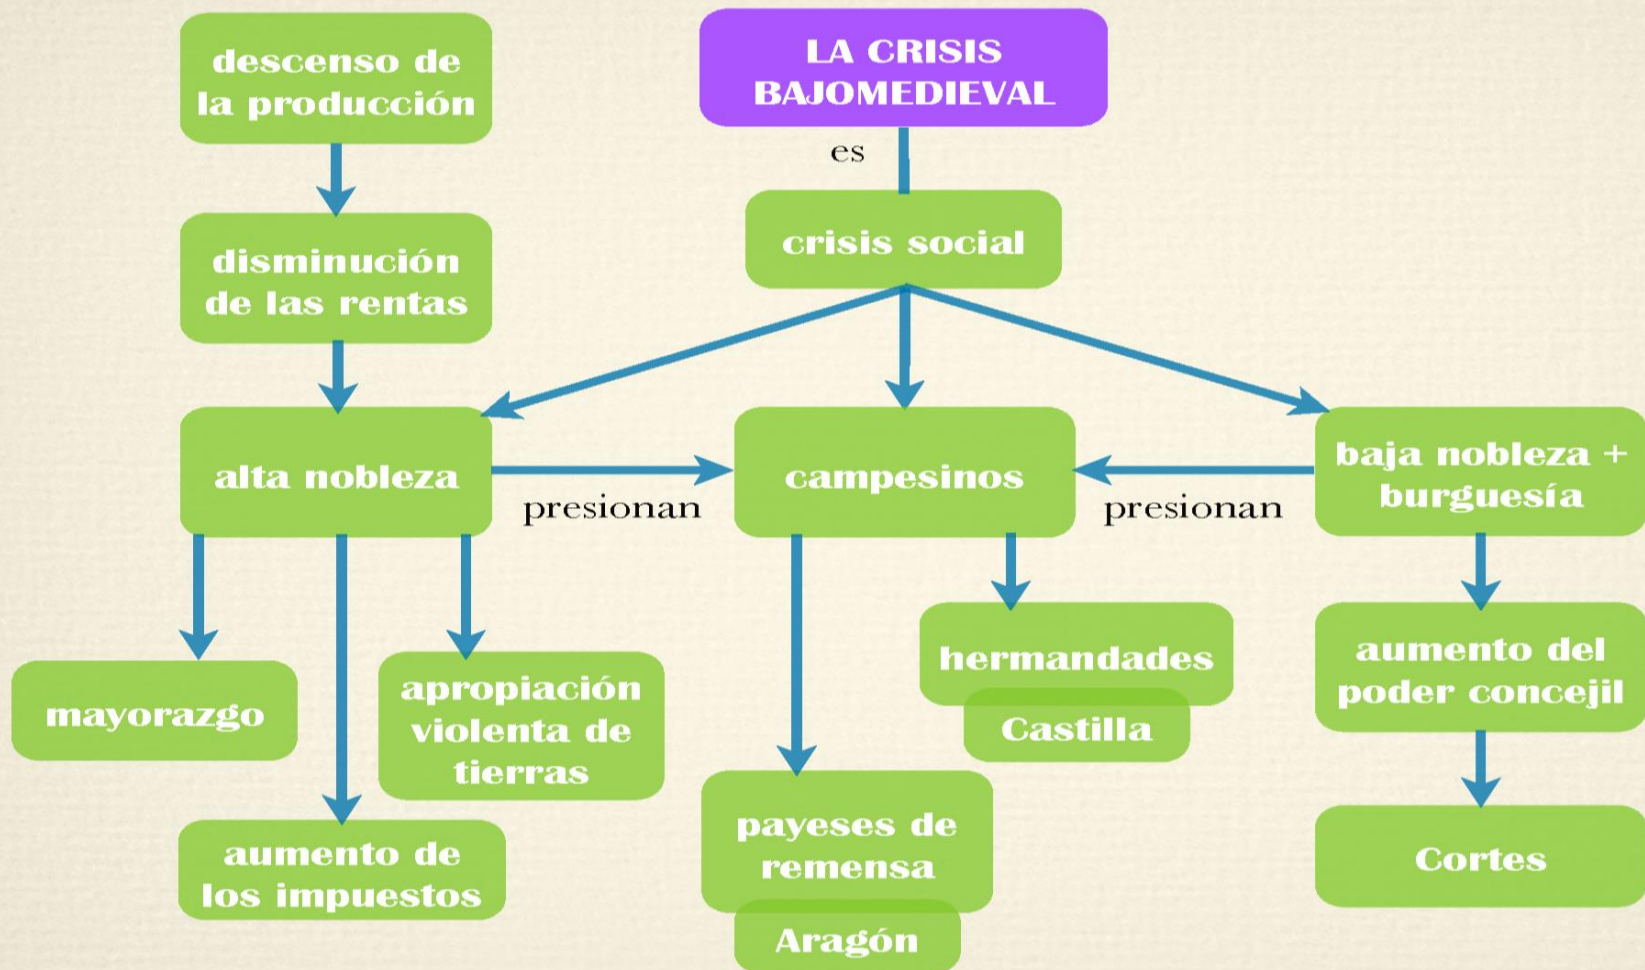 LA CRISIS
BAJOMEDIEVAL
es
crisis social
descenso de
la producción
disminución
de las rentas
alta nobleza
presionan
campesinos
presionan
baja nobleza +
burguesía
mayorazgo
aumento de
los impuestos
apropiación
violenta de
tierras
payeses de
remensa
Aragón
hermandades
Castilla
aumento del
poder concejil
Cortes